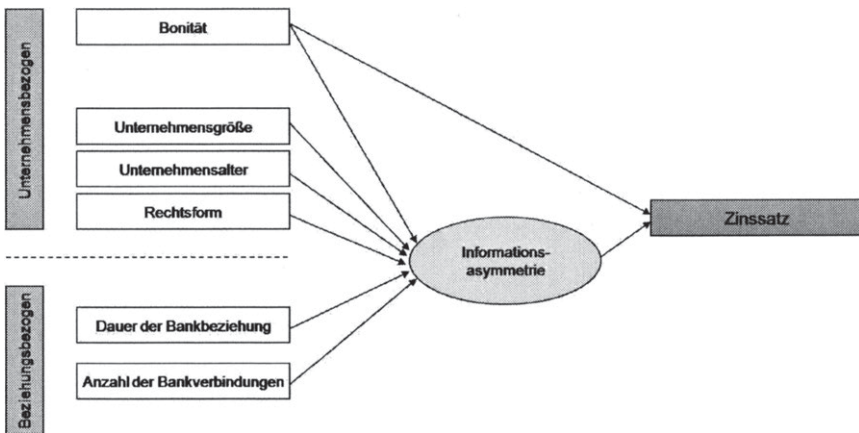 Unternehmensbezogen
Bonität
Unternehmensgröße
Unternehmensalter
Rechtsform
Informations-
asymmetrie
Zinssatz
Beziehungsbezogen
Dauer der Bankbeziehung
Anzahl der Bankverbindungen